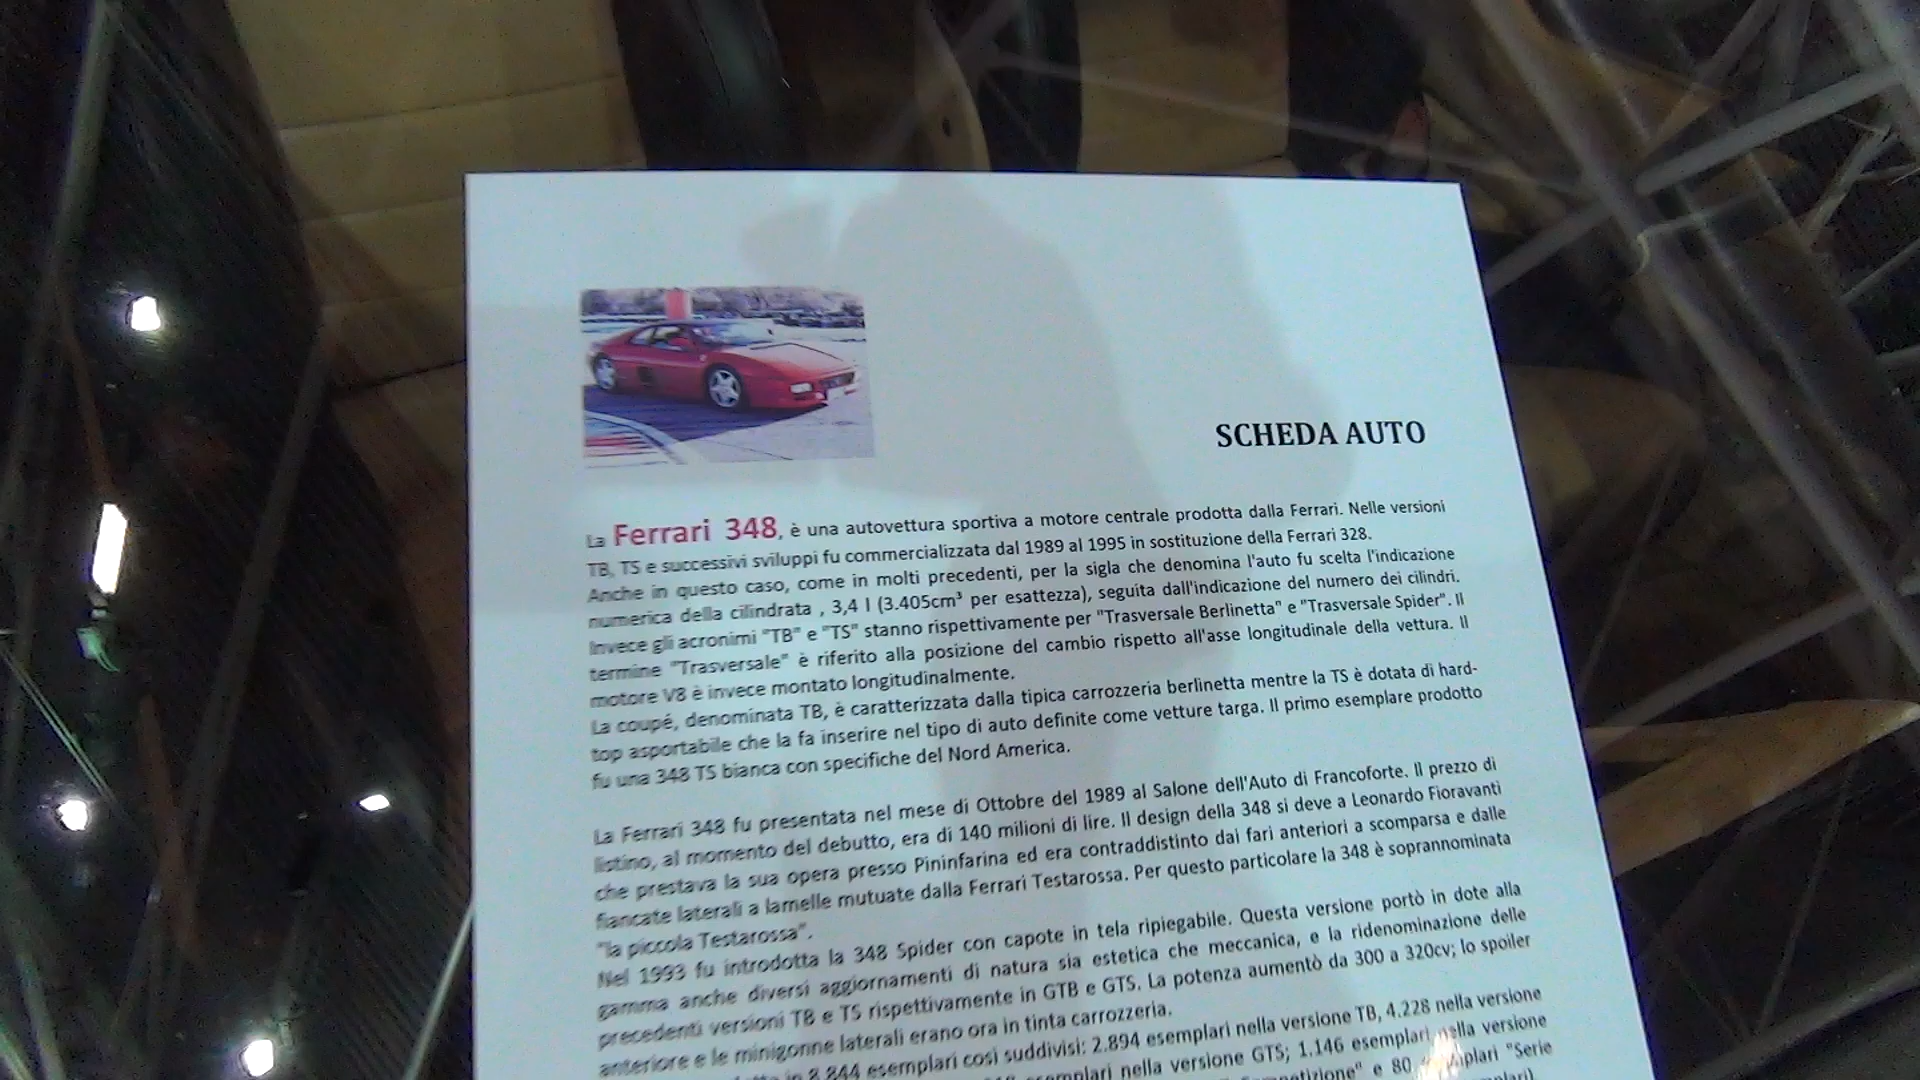 SCHEDA AUTO
La Ferrari 348, è una autovettura sportiva a motore centrale prodotta dalla Ferrari. Nelle versioni
TB, TS e successivi sviluppi fu commercializzata dal 1989 al 1995 in sostituzione della Ferrari 328.
Anche in questo caso, come in molti precedenti, per la sigla che denomina l'auto fu scelta l'indicazione
numerica della cilindrata , 3,4 l (3.405cm³ per esattezza), seguita dall'indicazione del numero dei cilindri.
Invece gli acronimi "TB" e "TS" stanno rispettivamente per "Trasversale Berlinetta" e "Trasversale Spider". Il
termine "Trasversale" è riferito alla posizione del cambio rispetto all'asse longitudinale della vettura. Il
motore V8 è invece montato longitudinalmente.
La coupé, denominata TB, è caratterizzata dalla tipica carrozzeria berlinetta mentre la TS è dotata di hard-
top asportabile che la fa inserire nel tipo di auto definite come vetture targa. Il primo esemplare prodotto
fu una 348 TS bianca con specifiche del Nord America.
La Ferrari 348 fu presentata nel mese di Ottobre del 1989 al Salone dell'Auto di Francoforte. Il prezzo di
listino, al momento del debutto, era di 140 milioni di lire. Il design della 348 si deve a Leonardo Fioravanti
che prestava la sua opera presso Pininfarina ed era contraddistinto dai fari anteriori a scomparsa e dalle
fiancate laterali a lamelle mutuate dalla Ferrari Testarossa. Per questo particolare la 348 è soprannominata
"la piccola Testarossa".
Nel 1993 fu introdotta la 348 Spider con capote in tela ripiegabile. Questa versione portò in dote alla
gamma anche diversi aggiornamenti di natura sia estetica che meccanica, e la ridenominazione delle
precedenti versioni TB e TS rispettivamente in GTB e GTS. La potenza aumentò da 300 a 320cv; lo spoiler
anteriore e le minigonne laterali erano ora in tinta carrozzeria.
in 8.844 esemplari così suddivisi: 2.894 esemplari nella versione TB, 4.228 nella versione
esemplari nella versione GTS; 1.146 esemplari nella versione
e 80 "Serie